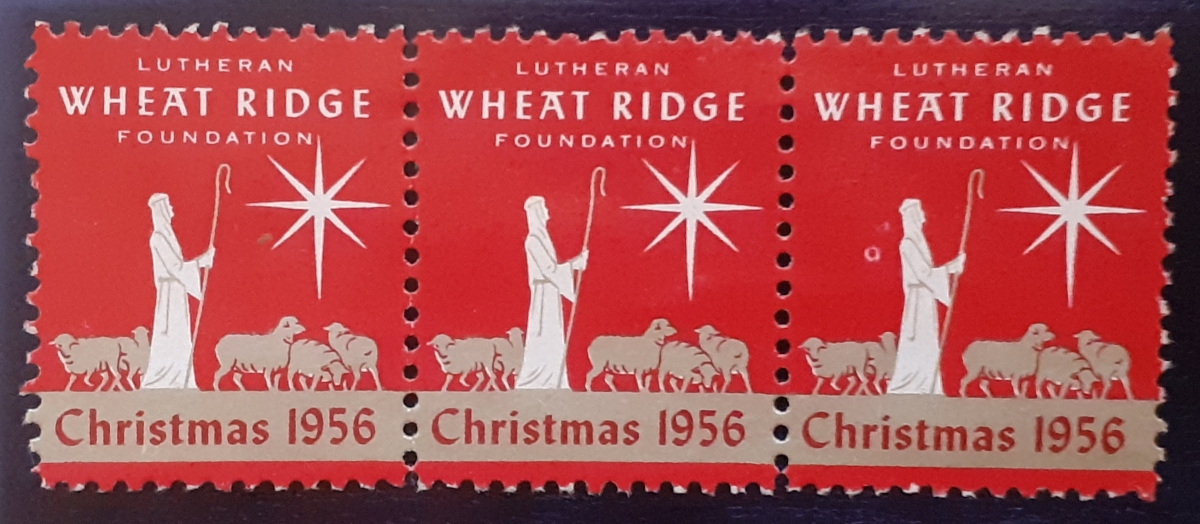 LUTHERAN
WHEAT RIDGE
FOUNDATION
Christmas 1956
LUTHERAN
WHEAT RIDGE
FOUNDATION
Christmas 1956
LUTHERAN
WHEAT RIDGE
FOUNDATION
a
Christmas 1956